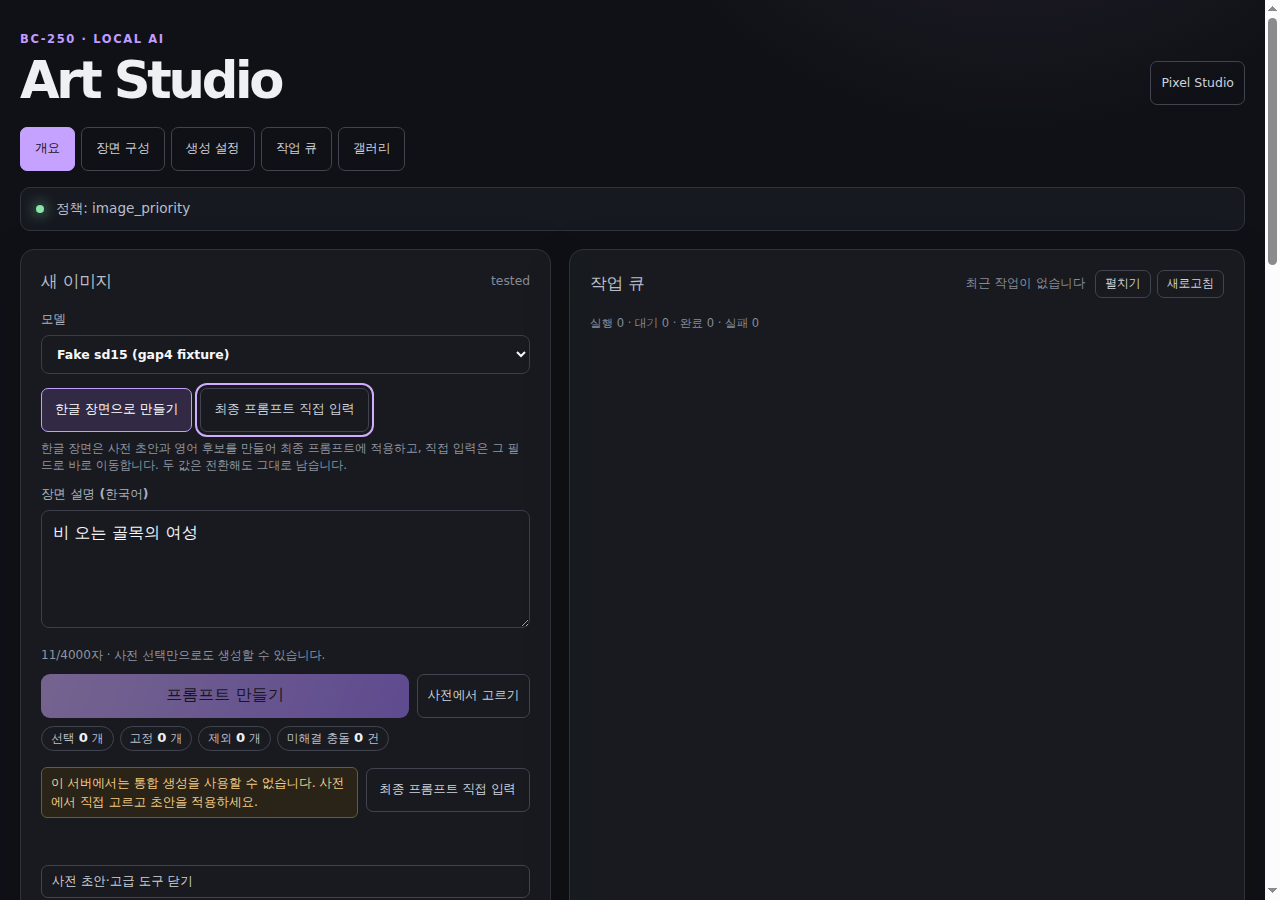 BC-250 · LOCAL AI
Art Studio
Pixel Studio
개요
장면 구성
생성 설정
작업 큐
갤러리
정책: image_priority
새 이미지
tested
모델
Fake sd15 (gap4 fixture)
한글 장면으로 만들기
최종 프롬프트 직접 입력
한글 장면은 사전 초안과 영어 후보를 만들어 최종 프롬프트에 적용하고, 직접 입력은 그 필
드로 바로 이동합니다. 두 값은 전환해도 그대로 남습니다.
장면 설명 (한국어)
비 오는 골목의 여성
11/4000자 · 사전 선택만으로도 생성할 수 있습니다.
프롬프트 만들기
사전에서 고르기
선택 0 개
고정 0 개
제외 0 개
미해결 충돌 0 건
이 서버에서는 통합 생성을 사용할 수 없습니다. 사전
에서 직접 고르고 초안을 적용하세요.
최종 프롬프트 직접 입력
사전 초안·고급 도구 닫기
작업 큐
최근 작업이 없습니다
펼치기
새로고침
실행 0 · 대기 0 · 완료 0 · 실패 0